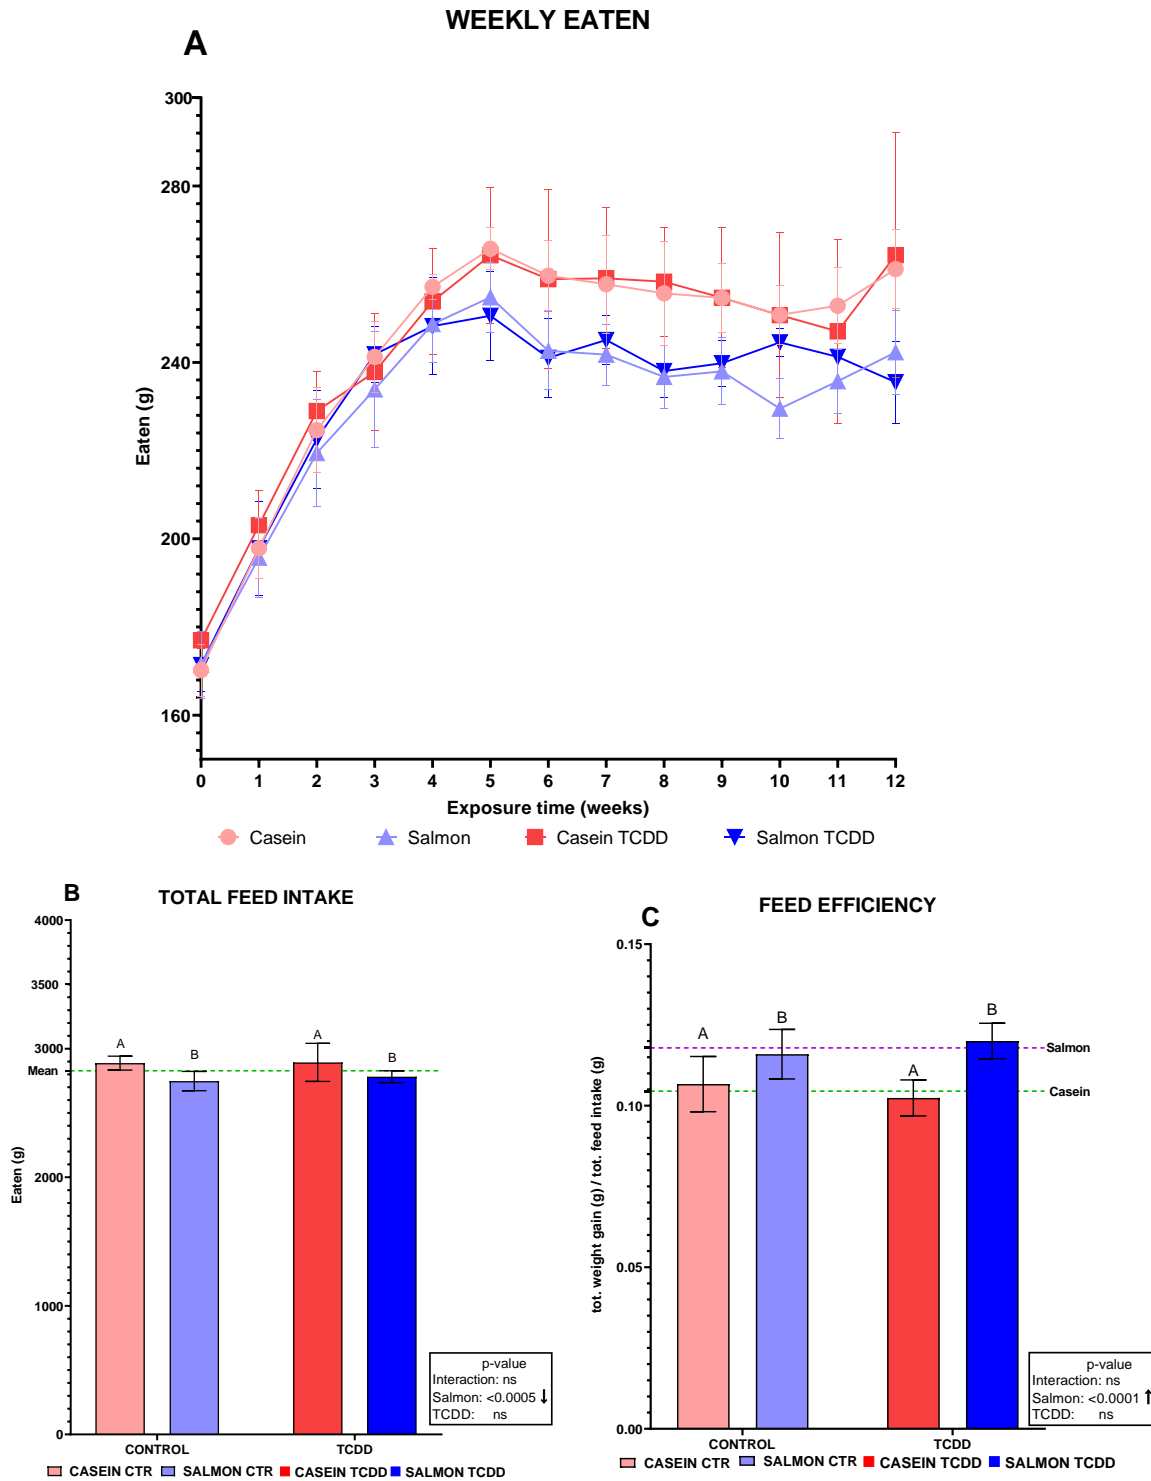 WEEKLY EATEN
A
300
280
240
200
160
Eaten (g)
0 1 2 3 4 5 6 7 8 9 10 11 12
Exposure time (weeks)
Casein Salmon Casein TCDD Salmon TCDD
B
TOTAL FEED INTAKE
4000
3500
3000
Mean
2000
1000
0
Eaten (g)
A
B
A
B
p-value
Interaction: ns
Salmon: <0.0005 ↓
TCDD: ns
CONTROL TCDD
CASEIN CTR SALMON CTR CASEIN TCDD SALMON TCDD
C
FEED EFFICIENCY
0.15
0.10
0.05
0.00
tot. weight gain (g) / tot. feed intake (g)
A
B
A
B
Salmon
Casein
p-value
Interaction: ns
Salmon: <0.0001 ↑
TCDD: ns
CONTROL TCDD
CASEIN CTR SALMON CTR CASEIN TCDD SALMON TCDD